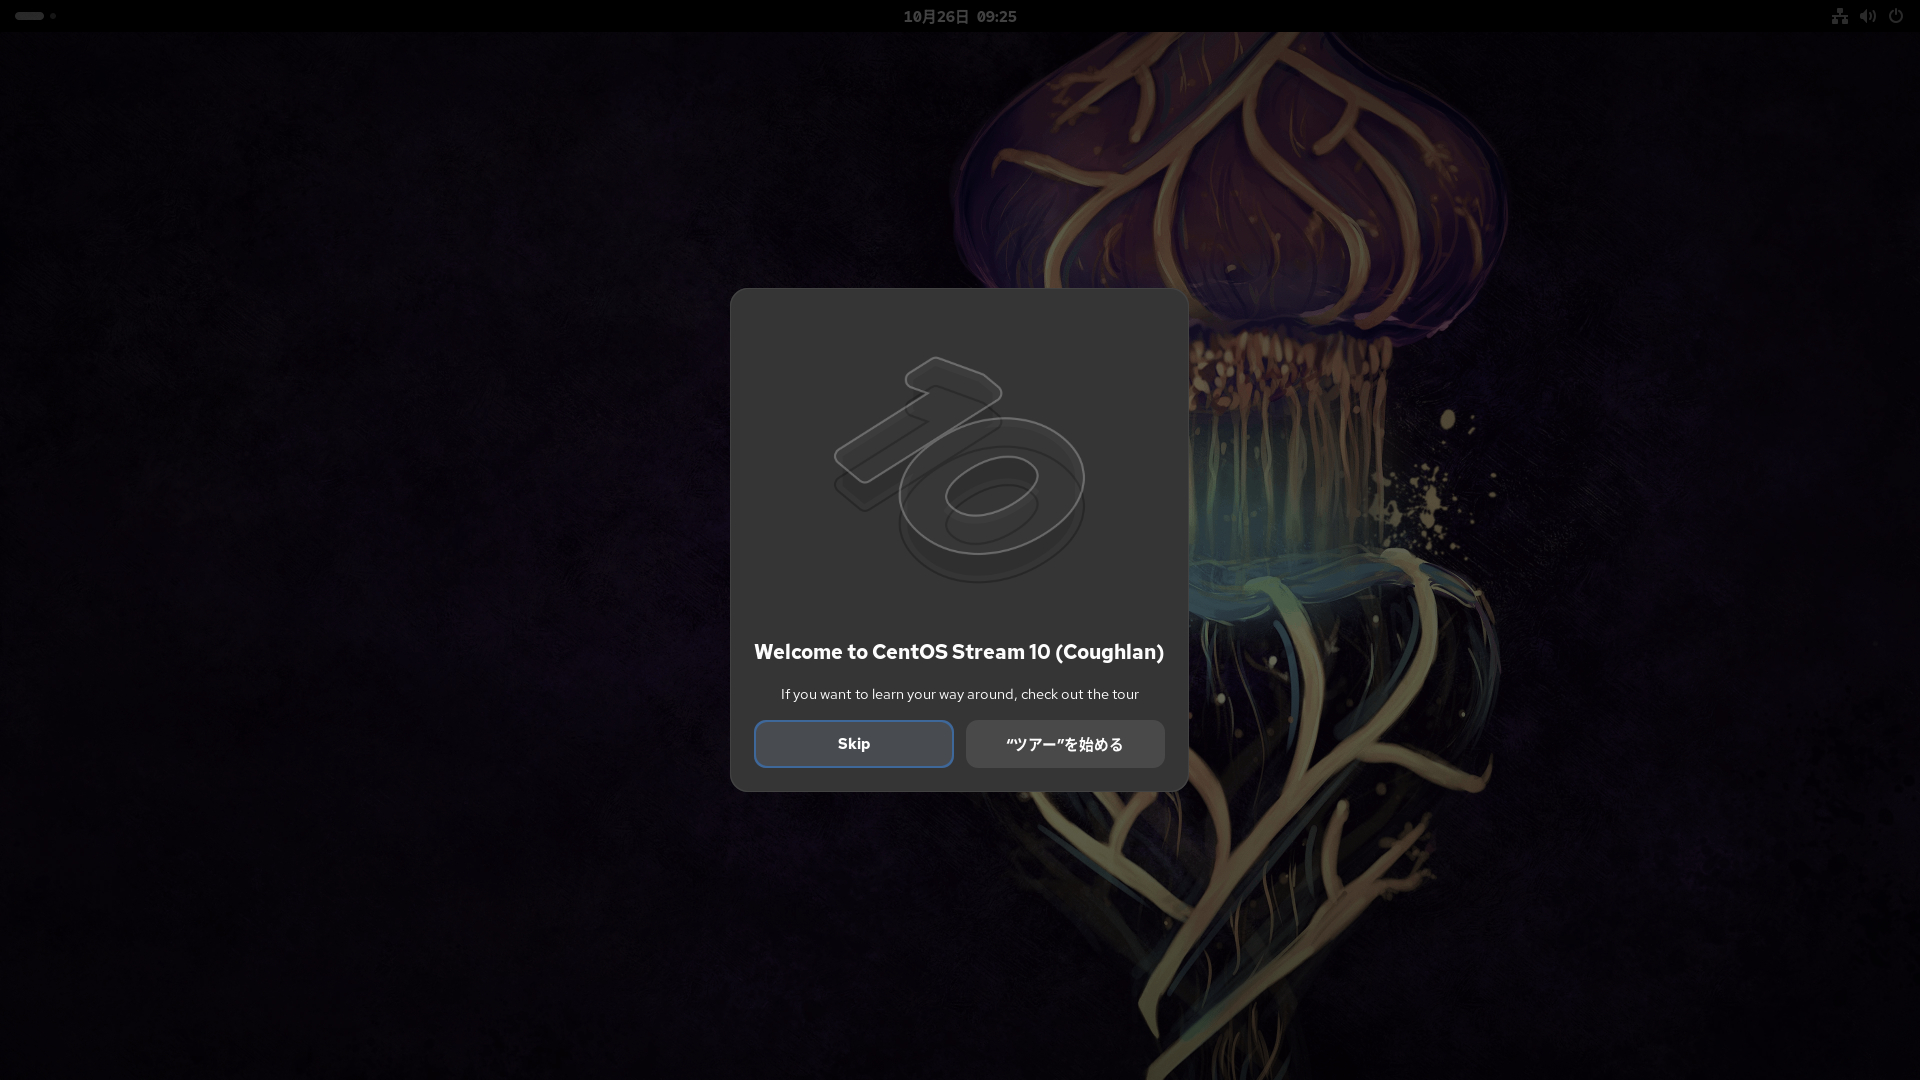 10月26日 09:25
10
Welcome to CentOS Stream 10 (Coughlan)
If you want to learn your way around, check out the tour
Skip
“ツアー”を始める